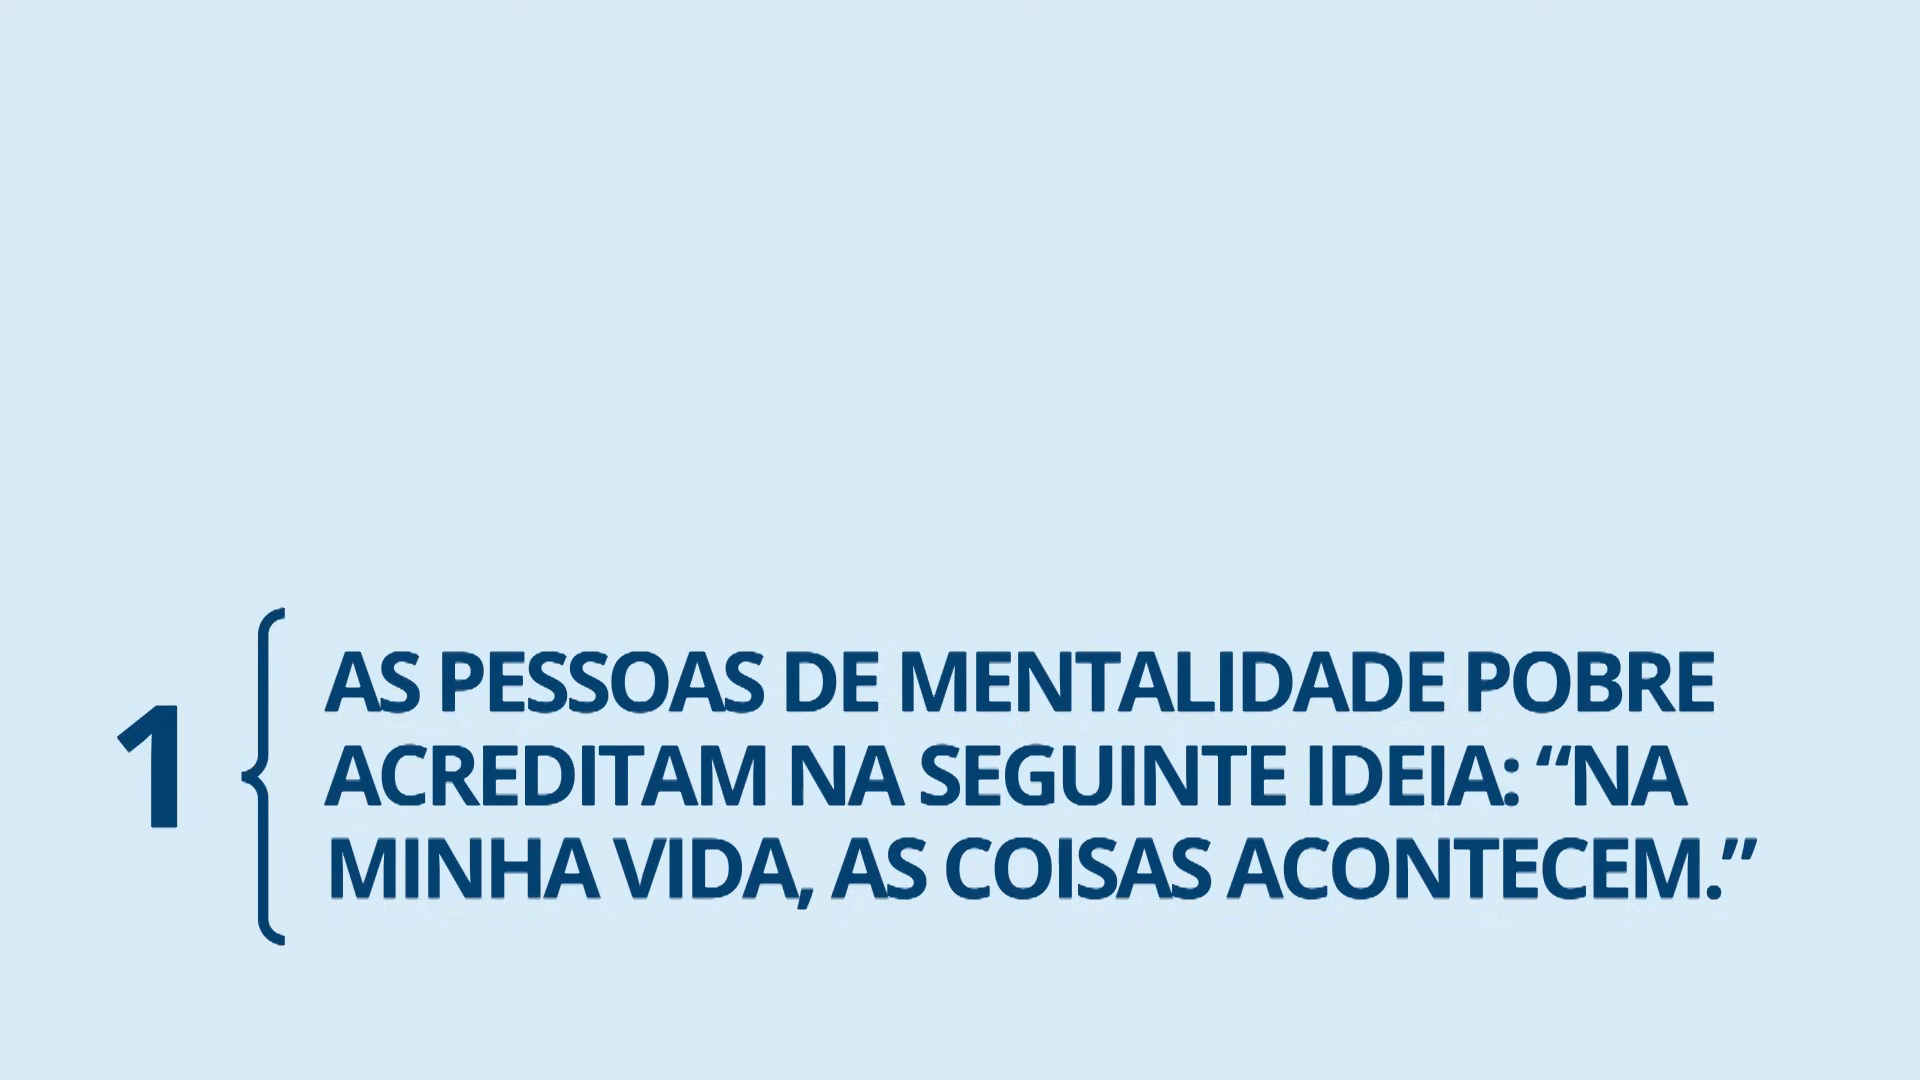 1
AS PESSOAS DE MENTALIDADE POBRE
ACREDITAM NA SEGUINTE IDEIA: “NA
MINHA VIDA, AS COISAS ACONTECEM.”